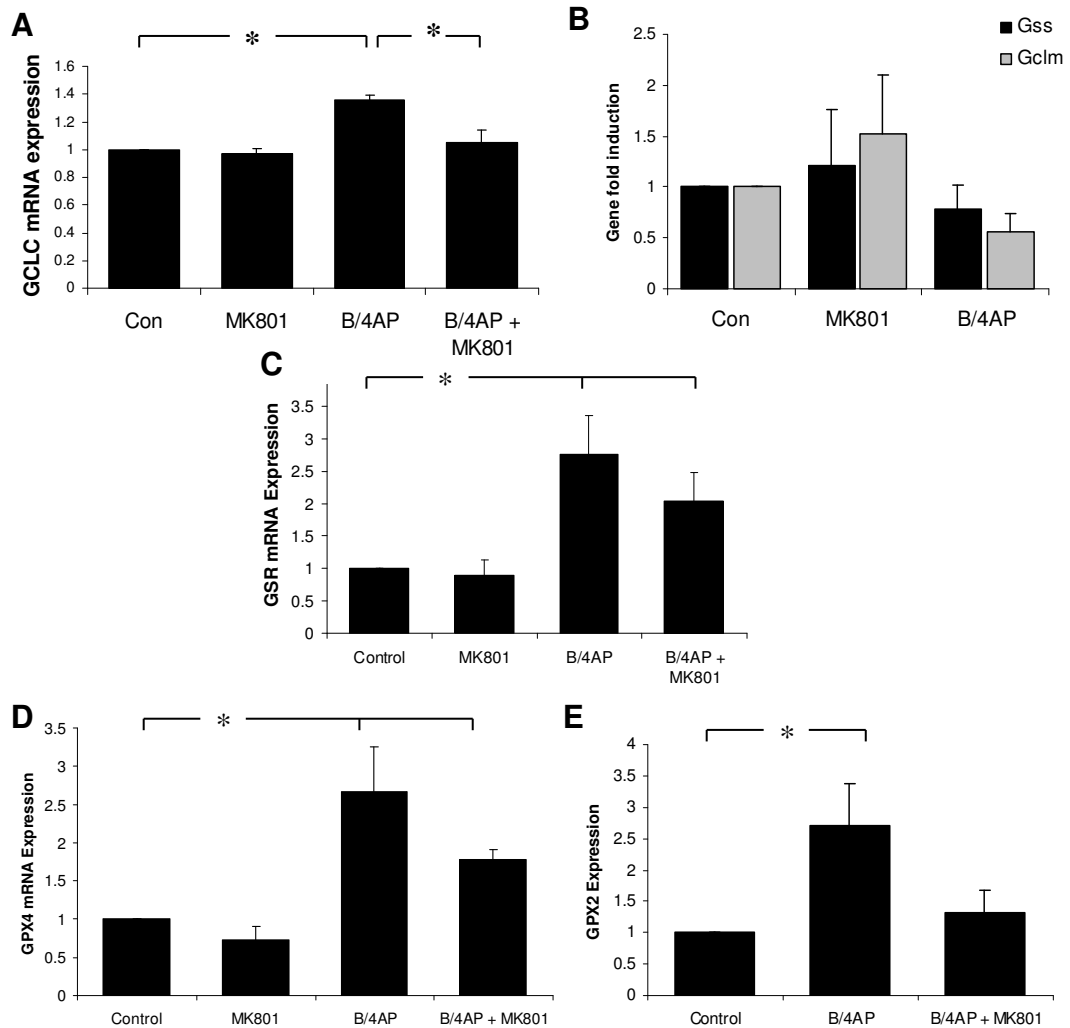 A
*
*
GCLC mRNA expression
1.6
1.4
1.2
1
0.8
0.6
0.4
0.2
0
Con
MK801
B/4AP
B/4AP +
MK801
B
Gss
Gclm
Gene fold induction
2.5
2
1.5
1
0.5
0
Con
MK801
B/4AP
C
*
GSR mRNA Expression
3.5
3
2.5
2
1.5
1
0.5
0
Control
MK801
B/4AP
B/4AP +
MK801
D
*
GPX4 mRNA Expression
3.5
3
2.5
2
1.5
1
0.5
0
Control
MK801
B/4AP
B/4AP + MK801
E
*
GPX2 Expression
4
3.5
3
2.5
2
1.5
1
0.5
0
Control
B/4AP
B/4AP + MK801